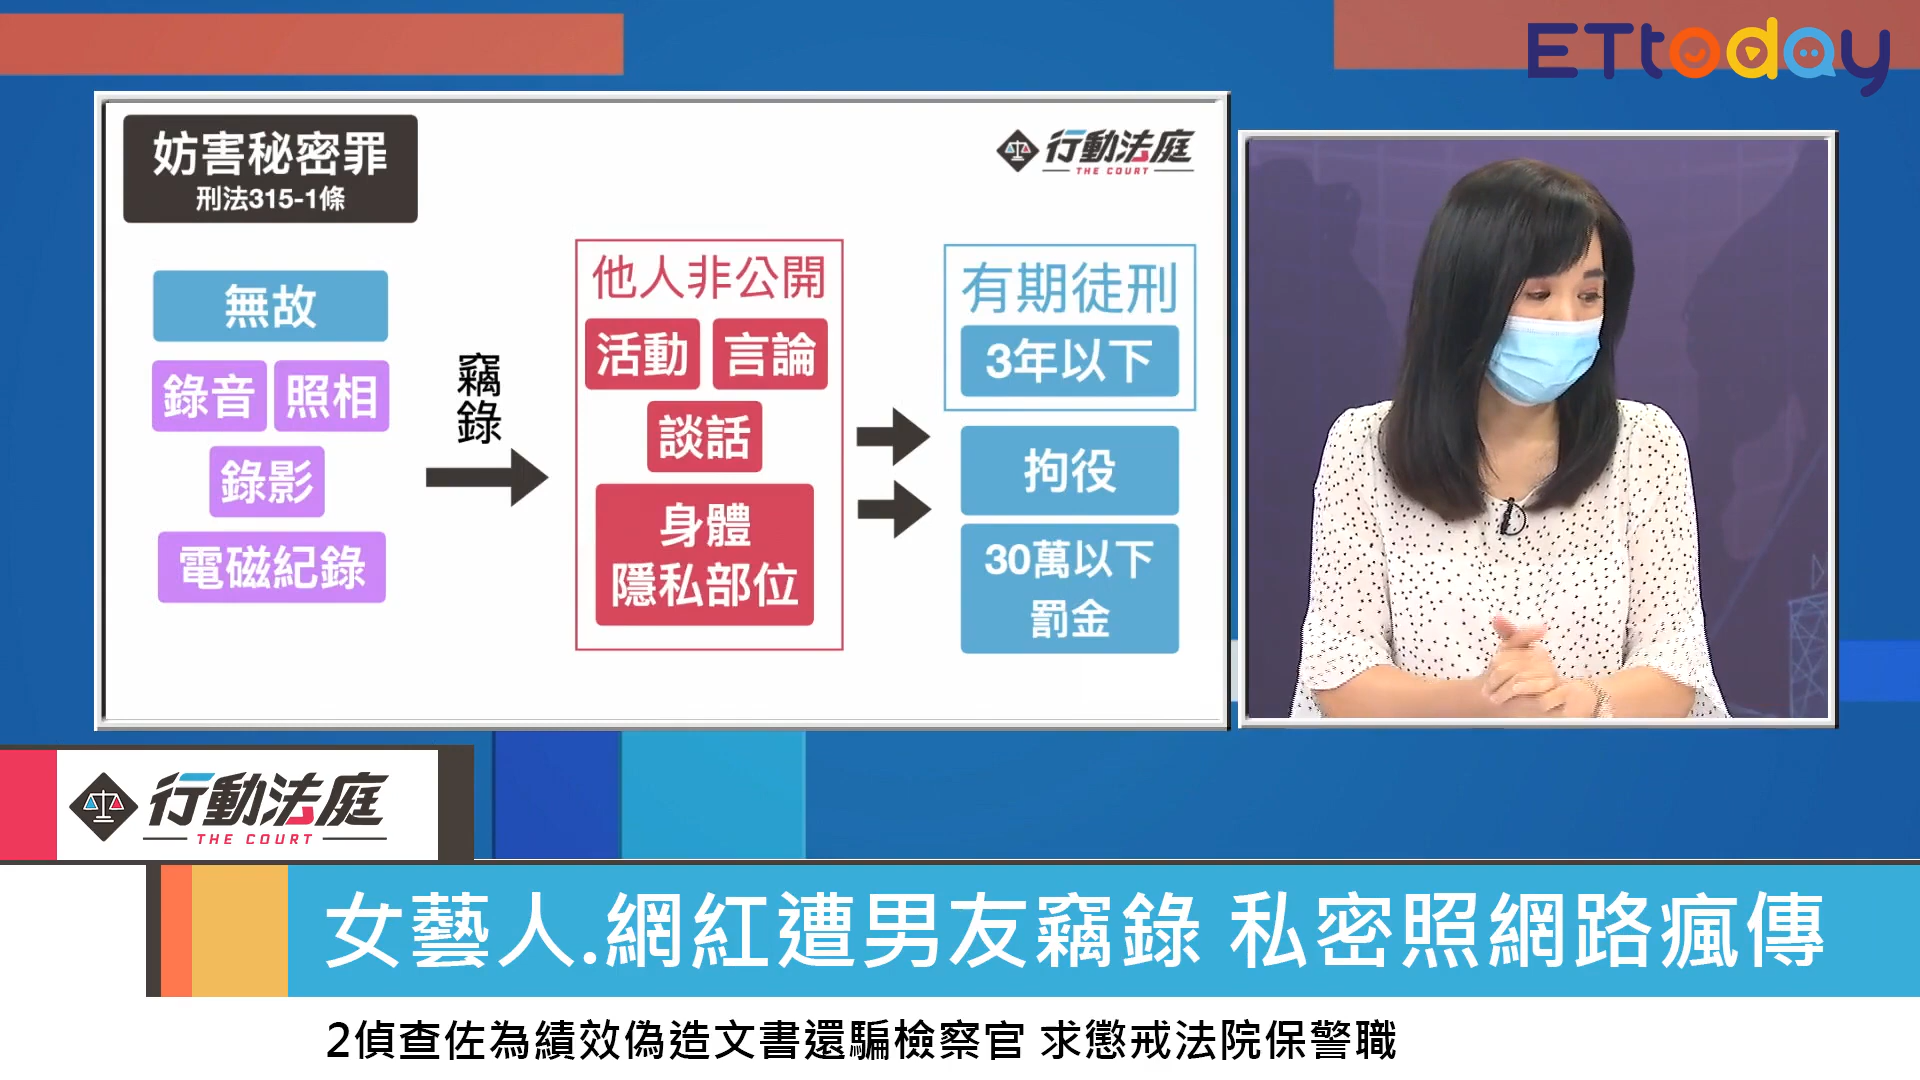 ETtoday
妨害秘密罪
刑法315-1條
行動法庭
THE COURT
無故
錄音 照相
錄影
電磁紀錄
竊錄
他人非公開
活動 言論
談話
身體
隱私部位
有期徒刑
3年以下
拘役
30萬以下
罰金
行動法庭
THE COURT
女藝人.網紅遭男友竊錄 私密照網路瘋傳
2偵查佐為績效偽造文書還騙檢察官 求懲戒法院保警職